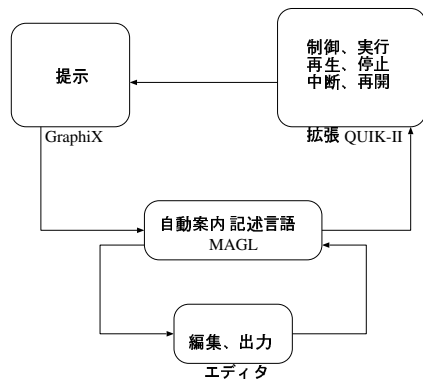 提示
GraphiX
制御、実行
再生、停止
中断、再開
拡張 QUIK-II
自動案内 記述言語
MAGL
編集、出力
エディタ